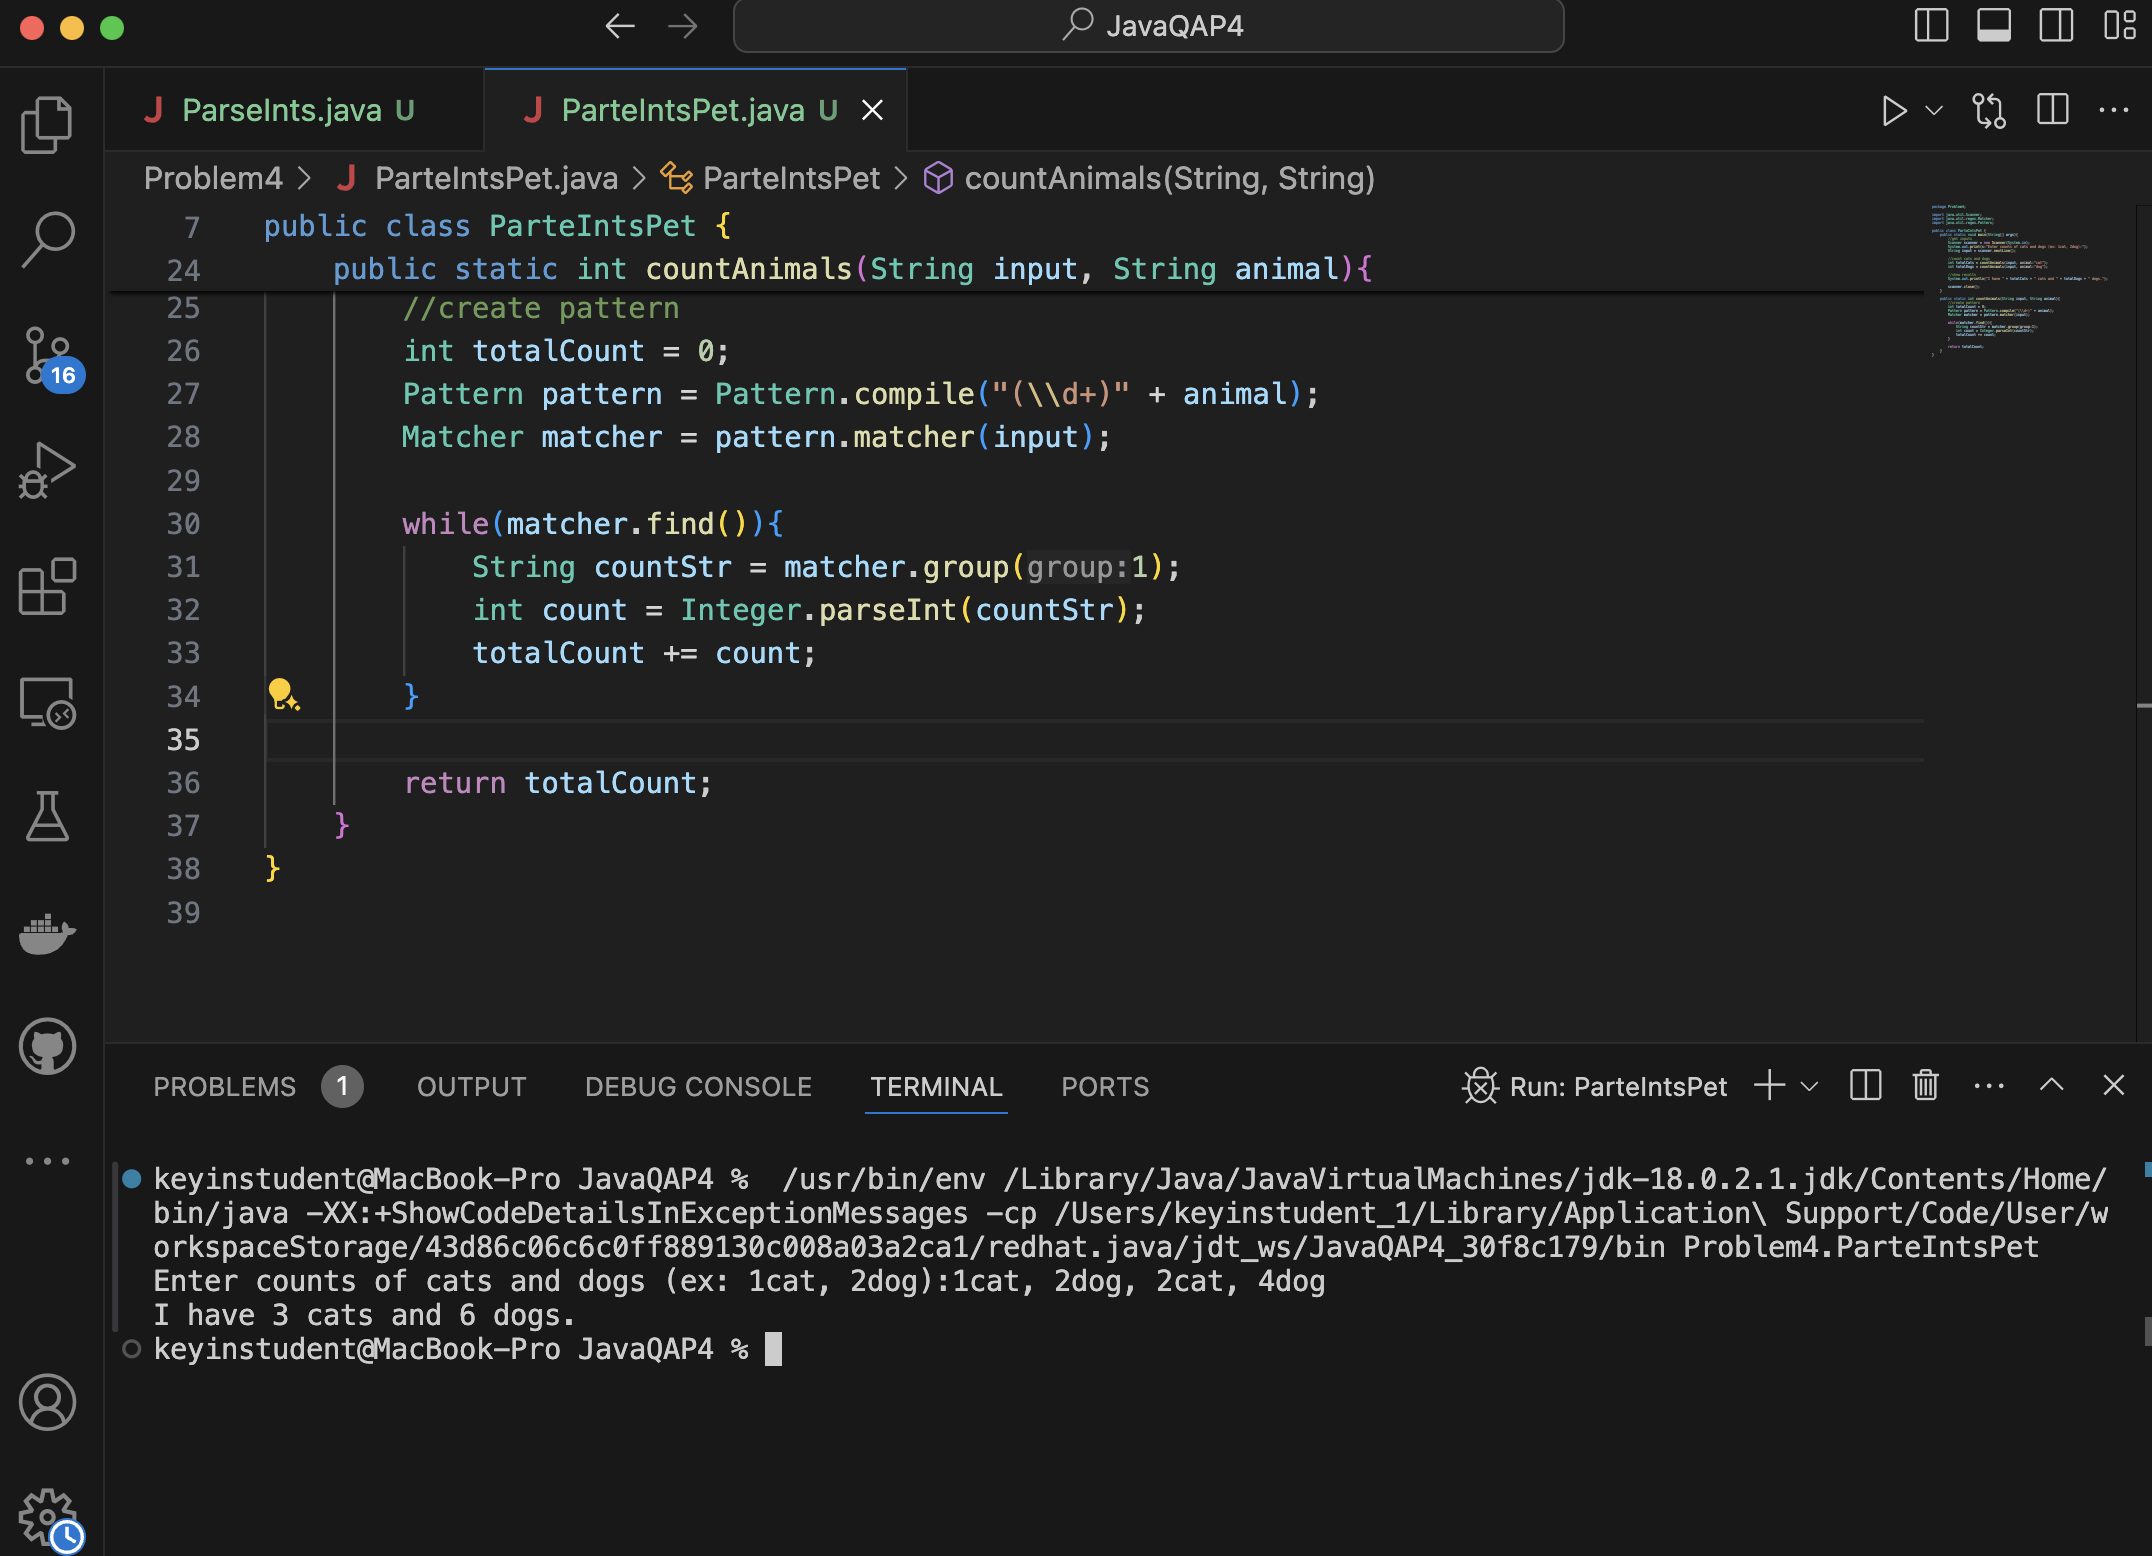 JavaQAP4
ParseInts.java U
ParteIntsPet.java U
Problem4 > ParteIntsPet.java > ParteIntsPet > countAnimals(String, String)
7 public class ParteIntsPet {
24 public static int countAnimals(String input, String animal){
25 //create pattern
26 int totalCount = 0;
27 Pattern pattern = Pattern.compile("(\\d+)" + animal);
28 Matcher matcher = pattern.matcher(input);
29
30 while(matcher.find()){
31 String countStr = matcher.group(group:1);
32 int count = Integer.parseInt(countStr);
33 totalCount += count;
34 }
35
36 return totalCount;
37 }
38 }
39
16
PROBLEMS 1 OUTPUT DEBUG CONSOLE TERMINAL PORTS Run: ParteIntsPet
keyinstudent@MacBook-Pro JavaQAP4 %  /usr/bin/env /Library/Java/JavaVirtualMachines/jdk-18.0.2.1.jdk/Contents/Home/
bin/java -XX:+ShowCodeDetailsInExceptionMessages -cp /Users/keyinstudent_1/Library/Application\ Support/Code/User/w
orkspaceStorage/43d86c06c6c0ff889130c008a03a2ca1/redhat.java/jdt_ws/JavaQAP4_30f8c179/bin Problem4.ParteIntsPet
Enter counts of cats and dogs (ex: 1cat, 2dog):1cat, 2dog, 2cat, 4dog
I have 3 cats and 6 dogs.
keyinstudent@MacBook-Pro JavaQAP4 %